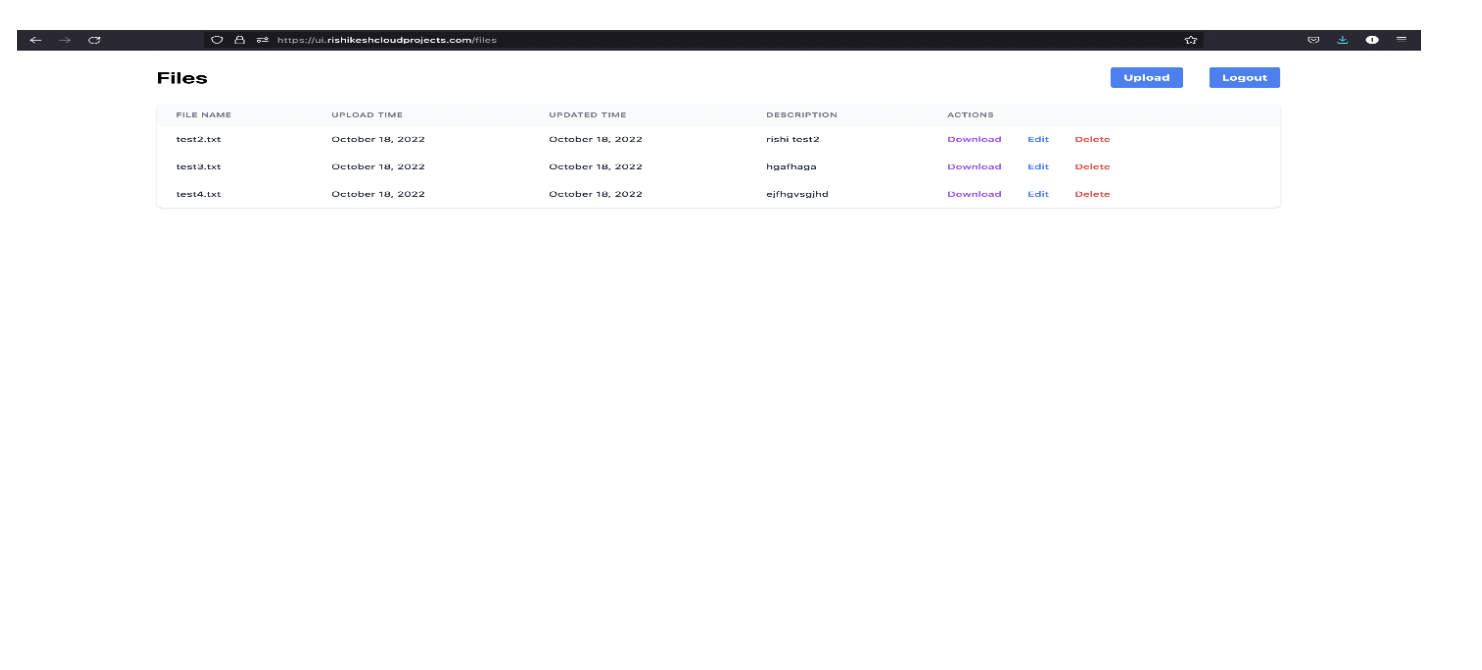 https://ui.rishikeshcloudprojects.com/files
Files Upload Logout
FILE NAME UPLOAD TIME UPDATED TIME DESCRIPTION ACTIONS
test2.txt October 18, 2022 October 18, 2022 rishi test2 Download Edit Delete
test3.txt October 18, 2022 October 18, 2022 hgafhaga Download Edit Delete
test4.txt October 18, 2022 October 18, 2022 ejfhgvsgjhd Download Edit Delete